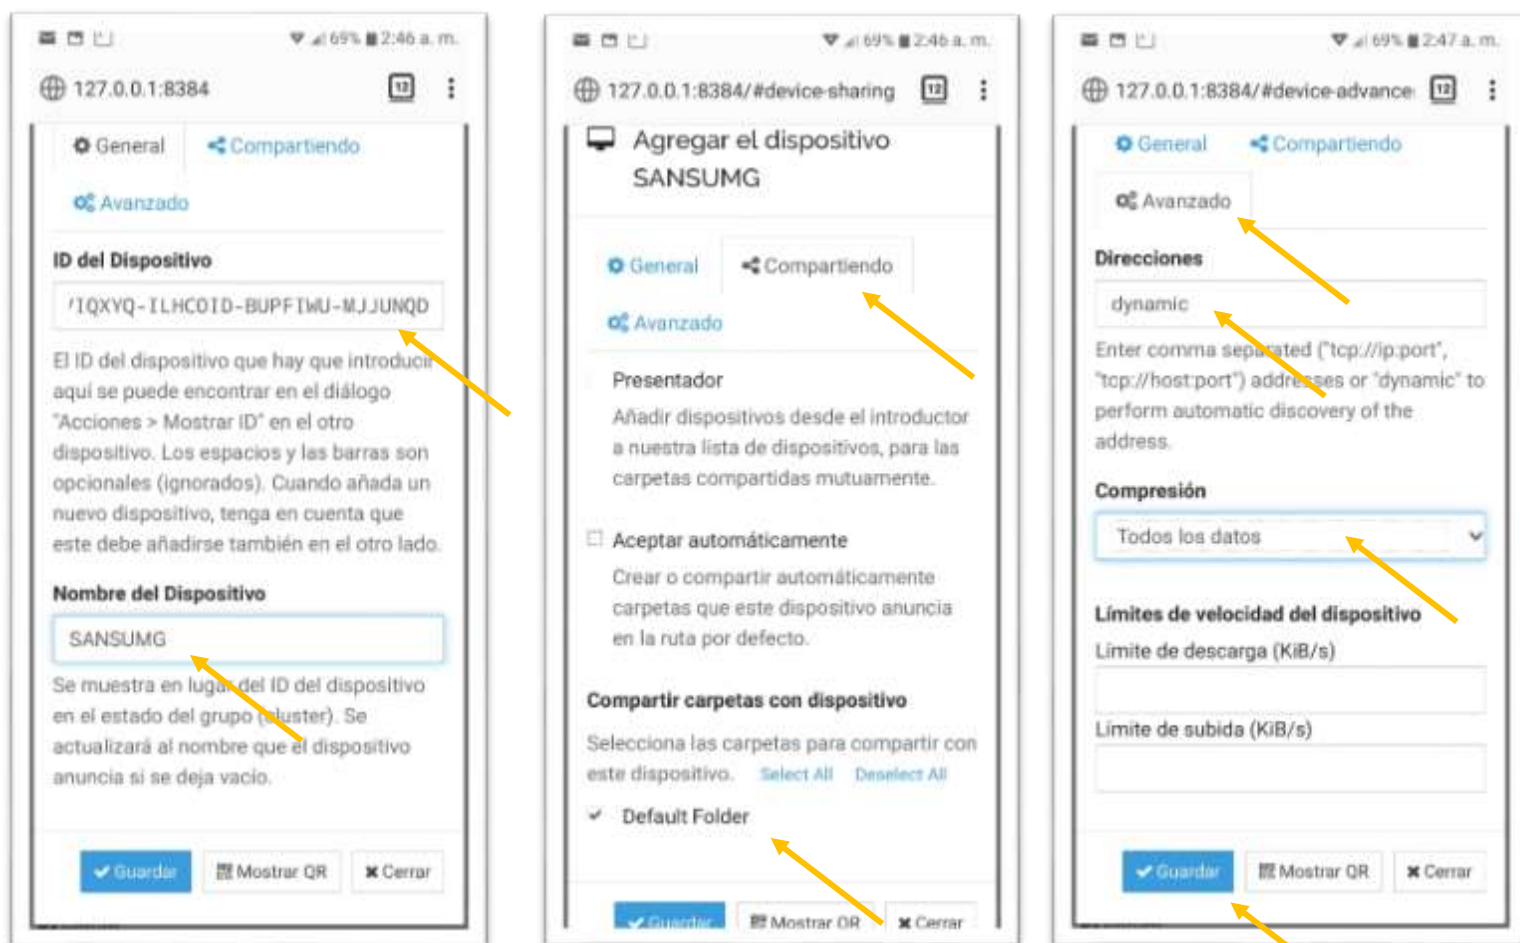 69% 2:46 a. m.
127.0.0.1:8384
12
General
Compartiendo
Avanzado
ID del Dispositivo
IQXYQ-ILHCOID-BUPFIWU-MJJUNQD
El ID del dispositivo que hay que introducir
aquí se puede encontrar en el diálogo
"Acciones > Mostrar ID" en el otro
dispositivo. Los espacios y las barras son
opcionales (ignorados). Cuando añada un
nuevo dispositivo, tenga en cuenta que
este debe añadirse también en el otro lado.
Nombre del Dispositivo
SANSUMG
Se muestra en lugar del ID del dispositivo
en el estado del grupo (cluster). Se
actualizará al nombre que el dispositivo
anuncia si se deja vacío.
Guardar
Mostrar QR
Cerrar
69% 2:46 a. m.
127.0.0.1:8384/#device-sharing
12
Agregar el dispositivo
SANSUMG
General
Compartiendo
Avanzado
Presentador
Añadir dispositivos desde el introductor
a nuestra lista de dispositivos, para las
carpetas compartidas mutuamente.
Aceptar automáticamente
Crear o compartir automáticamente
carpetas que este dispositivo anuncia
en la ruta por defecto.
Compartir carpetas con dispositivo
Selecciona las carpetas para compartir con
este dispositivo. Select All Deselect All
Default Folder
Guardar
Mostrar QR
Cerrar
69% 2:47 a. m.
127.0.0.1:8384/#device-advance
12
General
Compartiendo
Avanzado
Direcciones
dynamic
Enter comma separated ("tcp://ip:port",
"tcp://host:port") addresses or "dynamic" to
perform automatic discovery of the
address.
Compresión
Todos los datos
Límites de velocidad del dispositivo
Límite de descarga (KiB/s)
Límite de subida (KiB/s)
Guardar
Mostrar QR
Cerrar